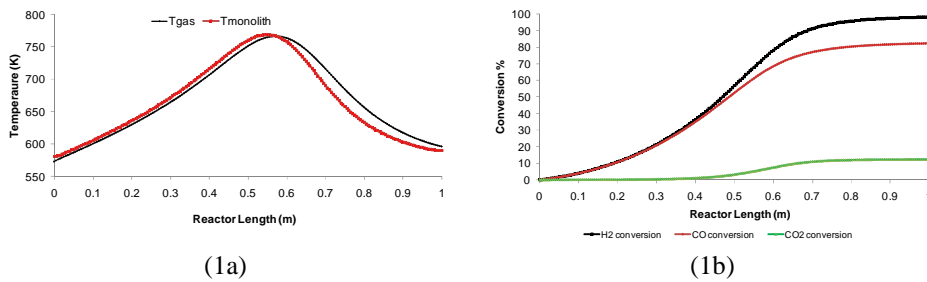 Tgas Tmonolith
800
750
700
650
600
550
Temperaure (K)
0 0.1 0.2 0.3 0.4 0.5 0.6 0.7 0.8 0.9 1
Reactor Length (m)
(1a)
100
90
80
70
60
50
40
30
20
10
0
Conversion %
0 0.1 0.2 0.3 0.4 0.5 0.6 0.7 0.8 0.9 1
Reactor Length (m)
H2 conversion CO conversion CO2 conversion
(1b)